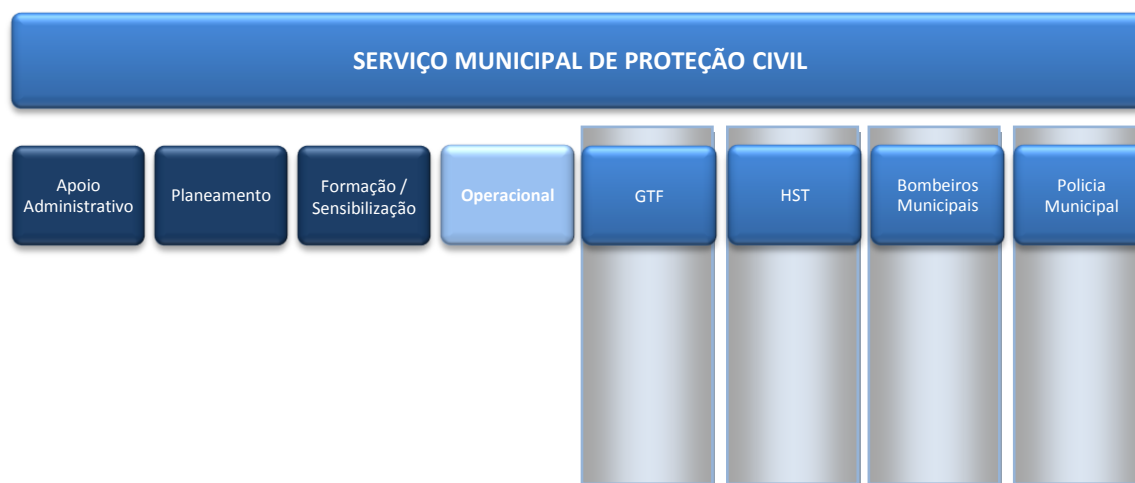 SERVIÇO MUNICIPAL DE PROTEÇÃO CIVIL
Apoio
Administrativo
Planeamento
Formação /
Sensibilização
Operacional
GTF
HST
Bombeiros
Municipais
Policia
Municipal